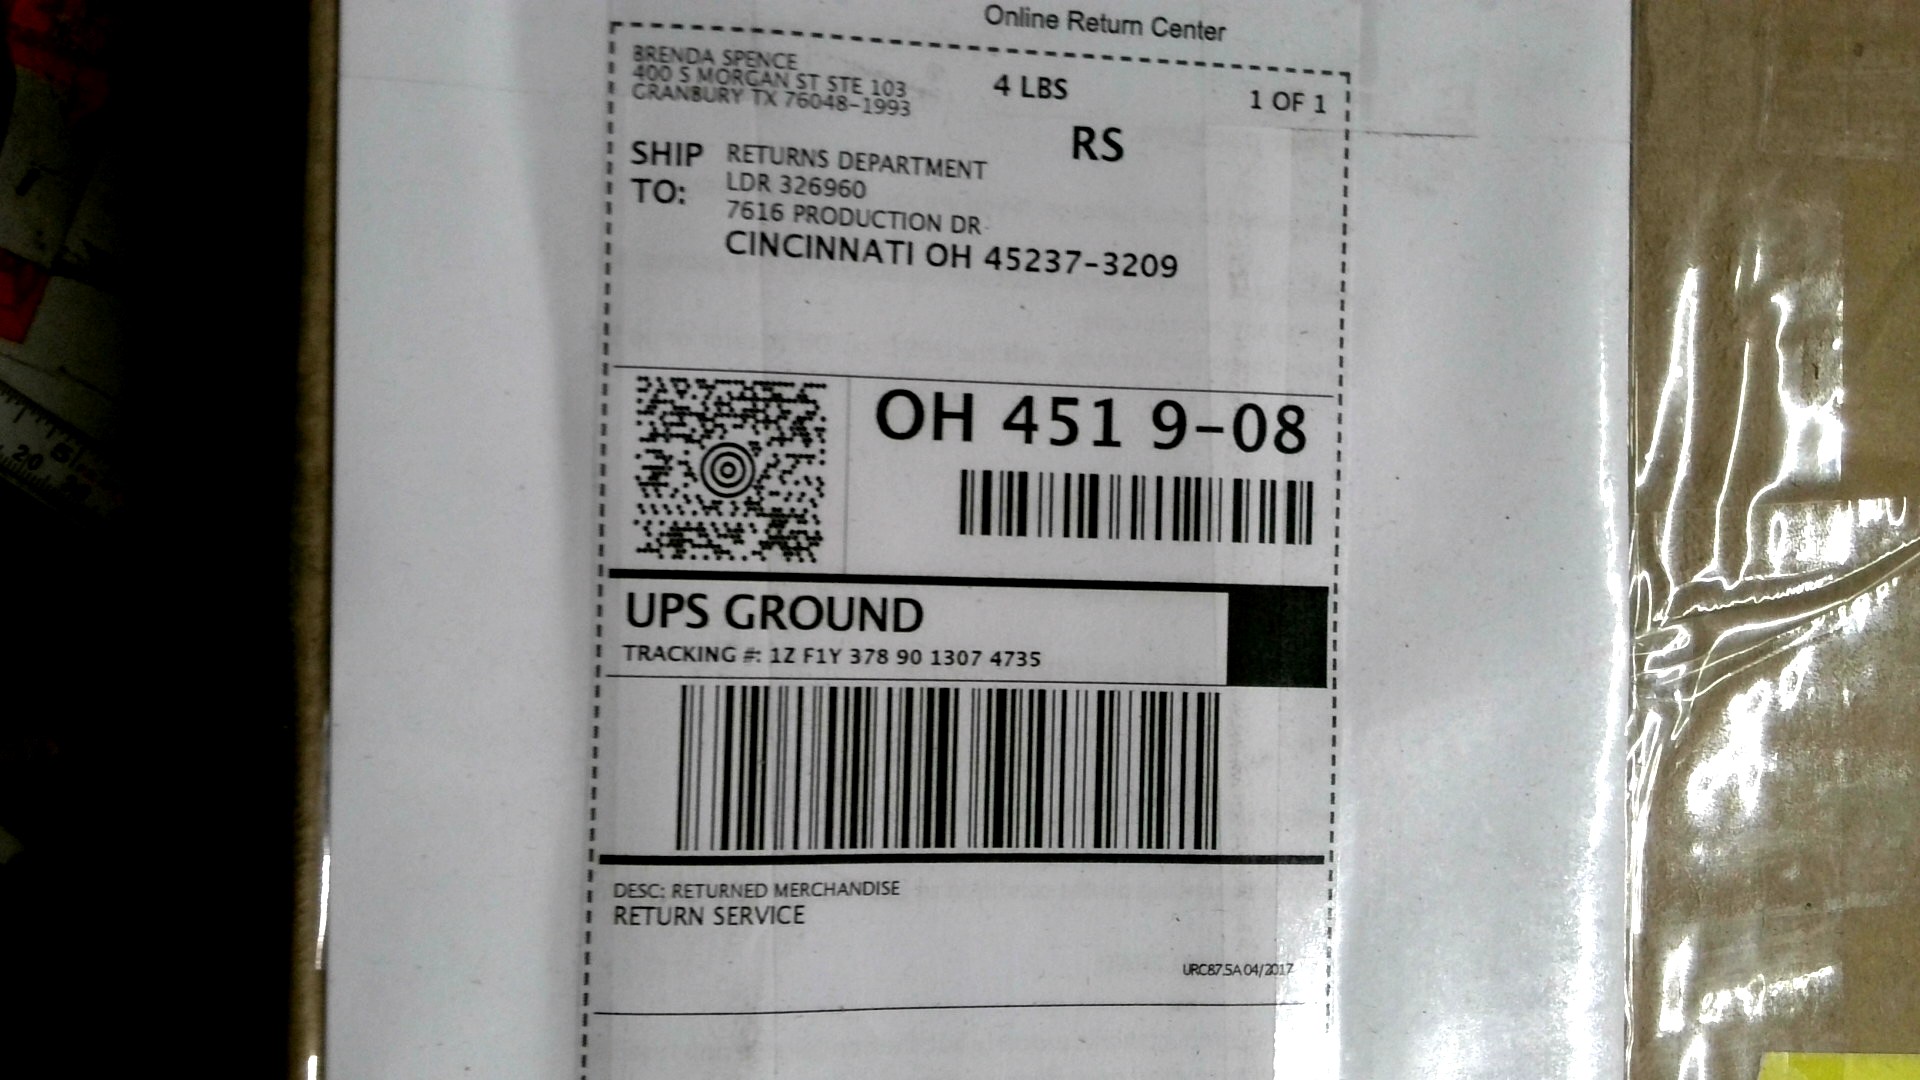 Online Return Center
BRENDA SPENCE
400 S MORGAN ST STE 103
GRANBURY TX 76048-1993
4 LBS
1 OF 1
RS
SHIP TO:
RETURNS DEPARTMENT
LDR 326960
7616 PRODUCTION DR
CINCINNATI OH 45237-3209
OH 451 9-08
UPS GROUND
TRACKING #: 1Z F1Y 378 90 1307 4735
DESC: RETURNED MERCHANDISE
RETURN SERVICE
URC87.5A 04/2017
20